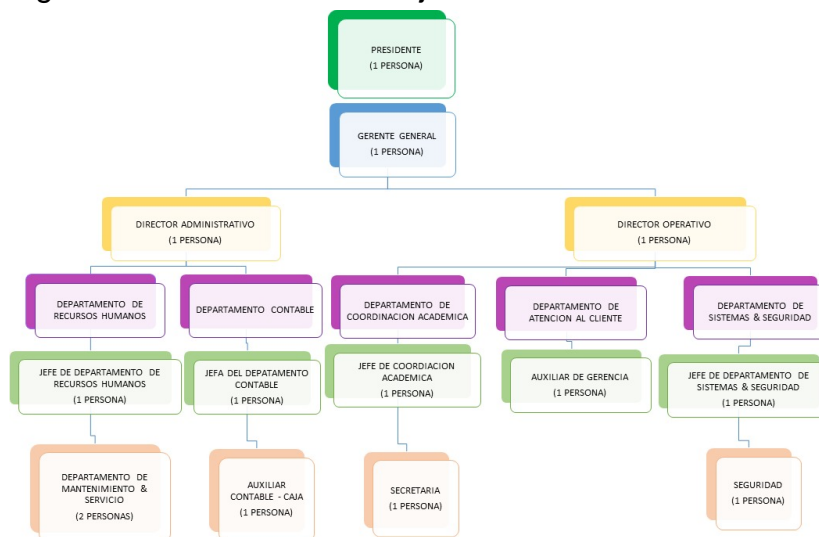 PRESIDENTE
(1 PERSONA)
GERENTE GENERAL
(1 PERSONA)
DIRECTOR ADMINISTRATIVO
(1 PERSONA)
DIRECTOR OPERATIVO
(1 PERSONA)
DEPARTAMENTO DE
RECURSOS HUMANOS
DEPARTAMENTO CONTABLE
DEPARTAMENTO DE
COORDINACION ACADEMICA
DEPARTAMENTO DE
ATENCION AL CLIENTE
DEPARTAMENTO DE
SISTEMAS & SEGURIDAD
JEFE DE DEPARTAMENTO DE
RECURSOS HUMANOS
(1 PERSONA)
JEFA DEL DEPATAMENTO
CONTABLE
(1 PERSONA)
JEFE DE COORDIACION
ACADEMICA
(1 PERSONA)
AUXILIAR DE GERENCIA
(1 PERSONA)
JEFE DE DEPARTAMENTO DE
SISTEMAS & SEGURIDAD
(1 PERSONA)
DEPARTAMENTO DE
MANTENIMIENTO &
SERVICIO
(2 PERSONAS)
AUXILIAR
CONTABLE - CAJA
(1 PERSONA)
SECRETARIA
(1 PERSONA)
SEGURIDAD
(1 PERSONA)